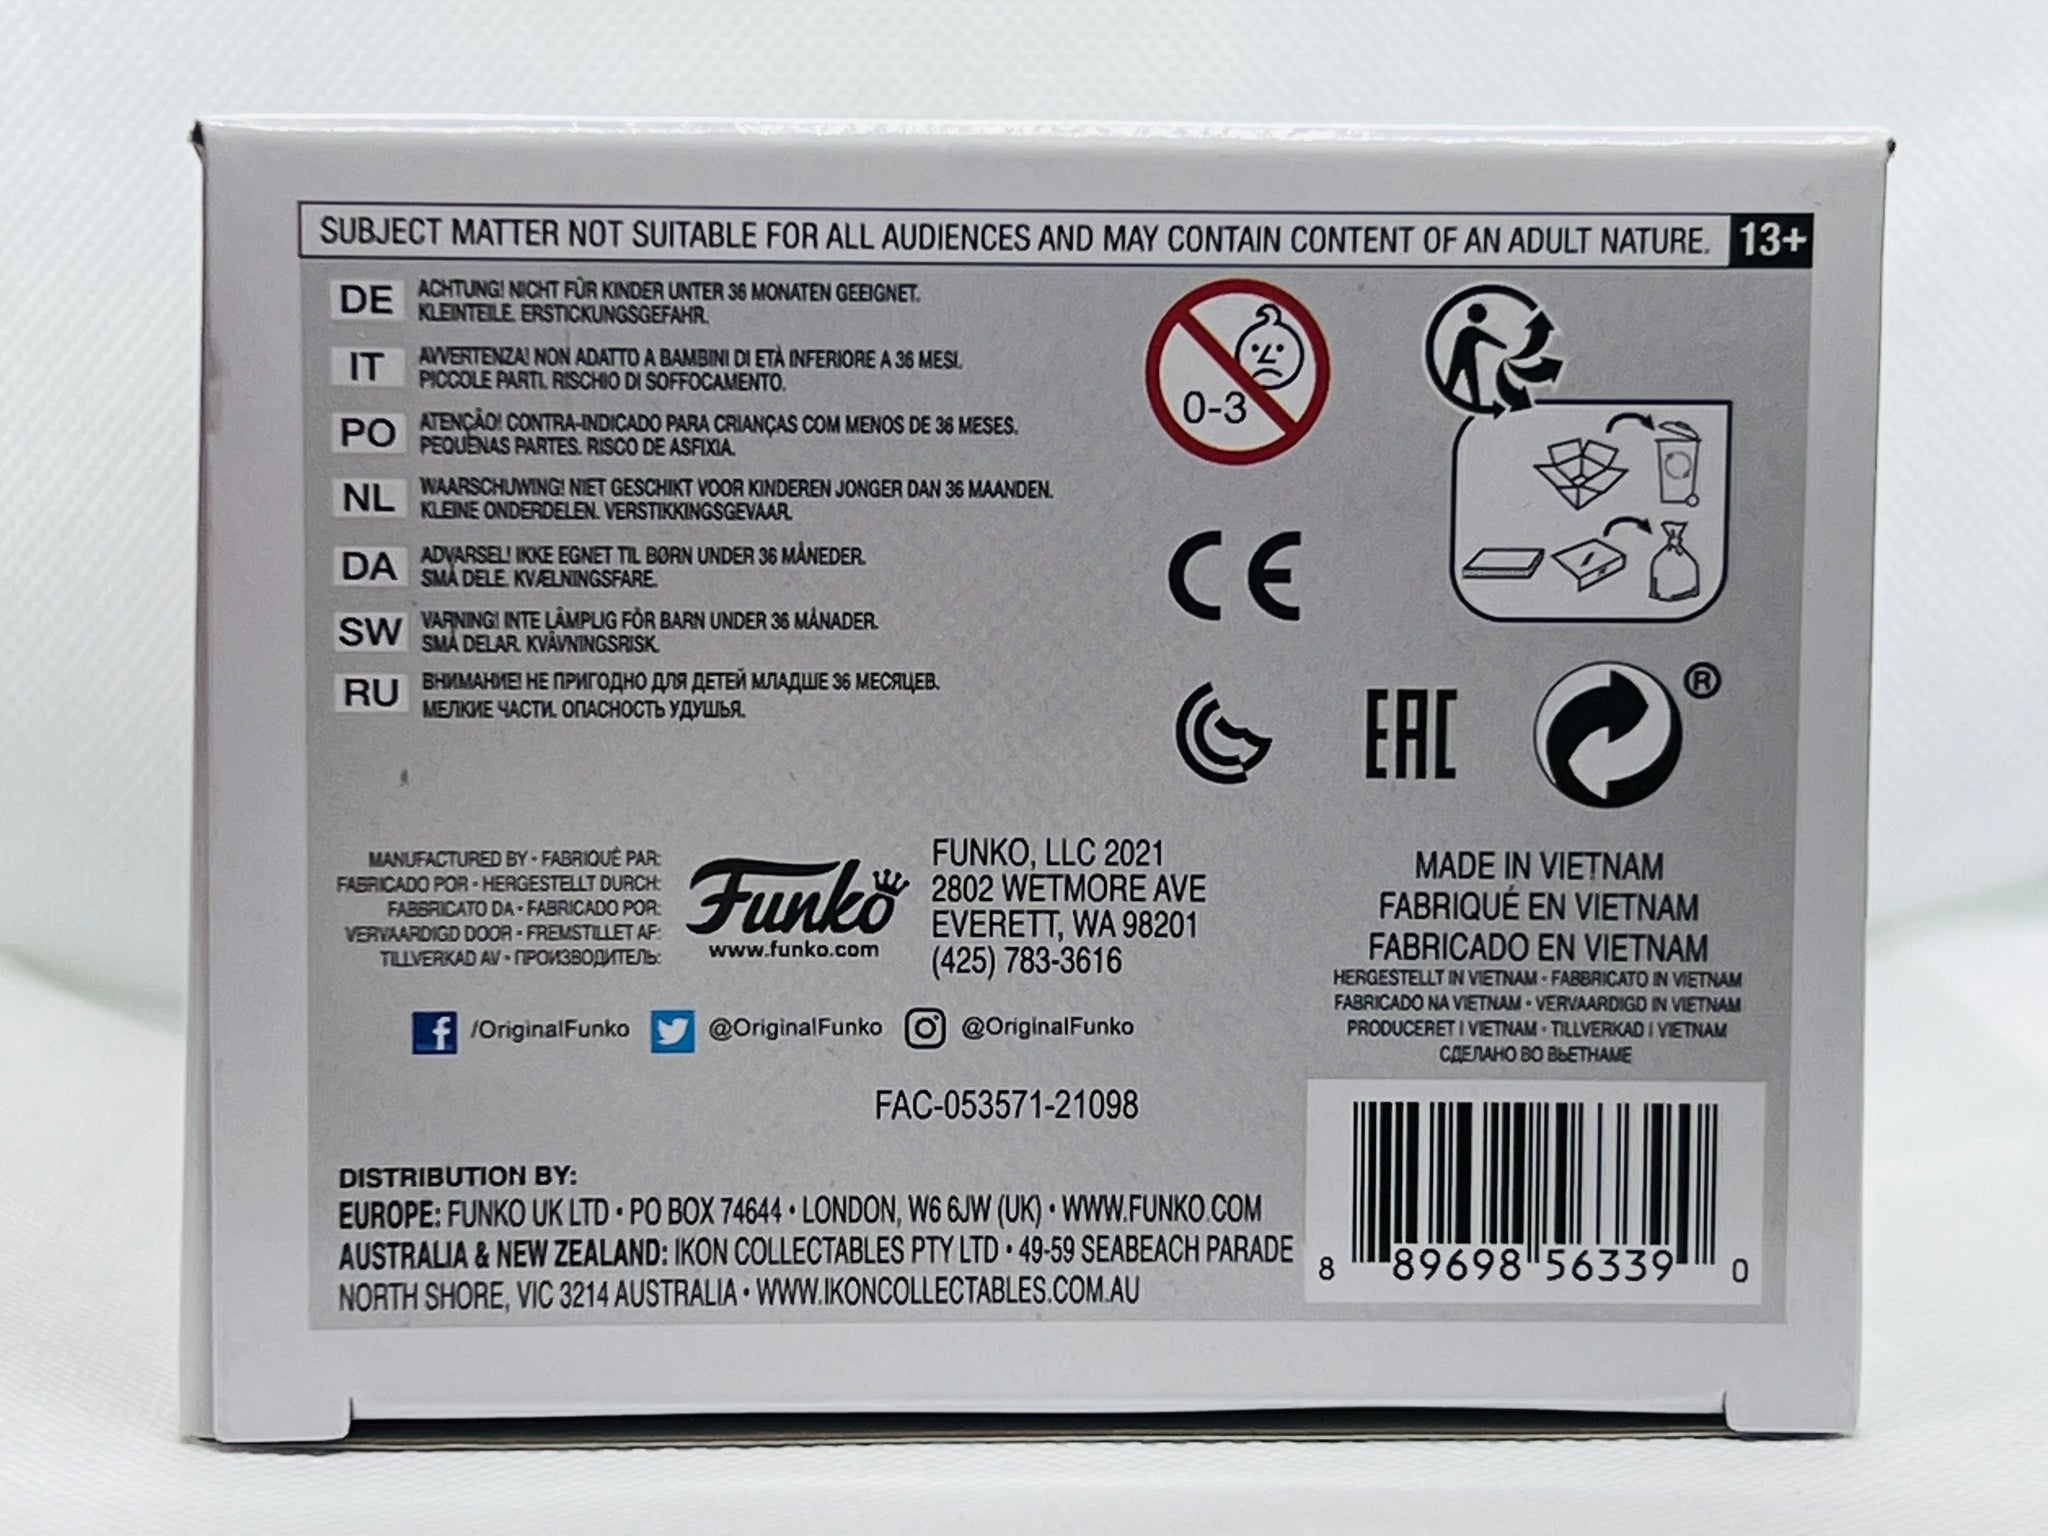 SUBJECT MATTER NOT SUITABLE FOR ALL AUDIENCES AND MAY CONTAIN CONTENT OF AN ADULT NATURE. 13+
DE ACHTUNG! NICHT FÜR KINDER UNTER 36 MONATEN GEEIGNET.
KLEINTEILE. ERSTICKUNGSGEFAHR.
IT AVVERTENZA! NON ADATTO A BAMBINI DI ETÀ INFERIORE A 36 MESI.
PICCOLE PARTI. RISCHIO DI SOFFOCAMENTO.
PO ATENÇÃO! CONTRA-INDICADO PARA CRIANÇAS COM MENOS DE 36 MESES.
PEQUENAS PARTES. RISCO DE ASFIXIA.
NL WAARSCHUWING! NIET GESCHIKT VOOR KINDEREN JONGER DAN 36 MAANDEN.
KLEINE ONDERDELEN. VERSTIKKINGSGEVAAR.
DA ADVARSEL! IKKE EGNET TIL BØRN UNDER 36 MÅNEDER.
SMÅ DELE. KVÆLNINGSFARE.
SW VARNING! INTE LÅMPLIG FÖR BARN UNDER 36 MÅNADER.
SMÅ DELAR. KVÄVNINGSRISK.
RU ВНИМАНИЕ! НЕ ПРИГОДНО ДЛЯ ДЕТЕЙ МЛАДШЕ 36 МЕСЯЦЕВ.
МЕЛКИЕ ЧАСТИ. ОПАСНОСТЬ УДУШЬЯ.
0-3
CE
EAC
®
MANUFACTURED BY • FABRIQUÉ PAR:
FABRICADO POR • HERGESTELLT DURCH:
FABBRICATO DA • FABRICADO POR:
VERVAARDIGD DOOR • FREMSTILLET AF:
TILLVERKAD AV • ПРОИЗВОДИТЕЛЬ:
Funko
www.funko.com
FUNKO, LLC 2021
2802 WETMORE AVE
EVERETT, WA 98201
(425) 783-3616
MADE IN VIETNAM
FABRIQUÉ EN VIETNAM
FABRICADO EN VIETNAM
HERGESTELLT IN VIETNAM • FABBRICATO IN VIETNAM
FABRICADO NA VIETNAM • VERVAARDIGD IN VIETNAM
PRODUCERET I VIETNAM • TILLVERKAD I VIETNAM
СДЕЛАНО ВО ВЬЕТНАМЕ
f /OriginalFunko @OriginalFunko @OriginalFunko
FAC-053571-21098
DISTRIBUTION BY:
EUROPE: FUNKO UK LTD • PO BOX 74644 • LONDON, W6 6JW (UK) • WWW.FUNKO.COM
AUSTRALIA & NEW ZEALAND: IKON COLLECTABLES PTY LTD • 49-59 SEABEACH PARADE
NORTH SHORE, VIC 3214 AUSTRALIA • WWW.IKONCOLLECTABLES.COM.AU
8 89698 56339 0